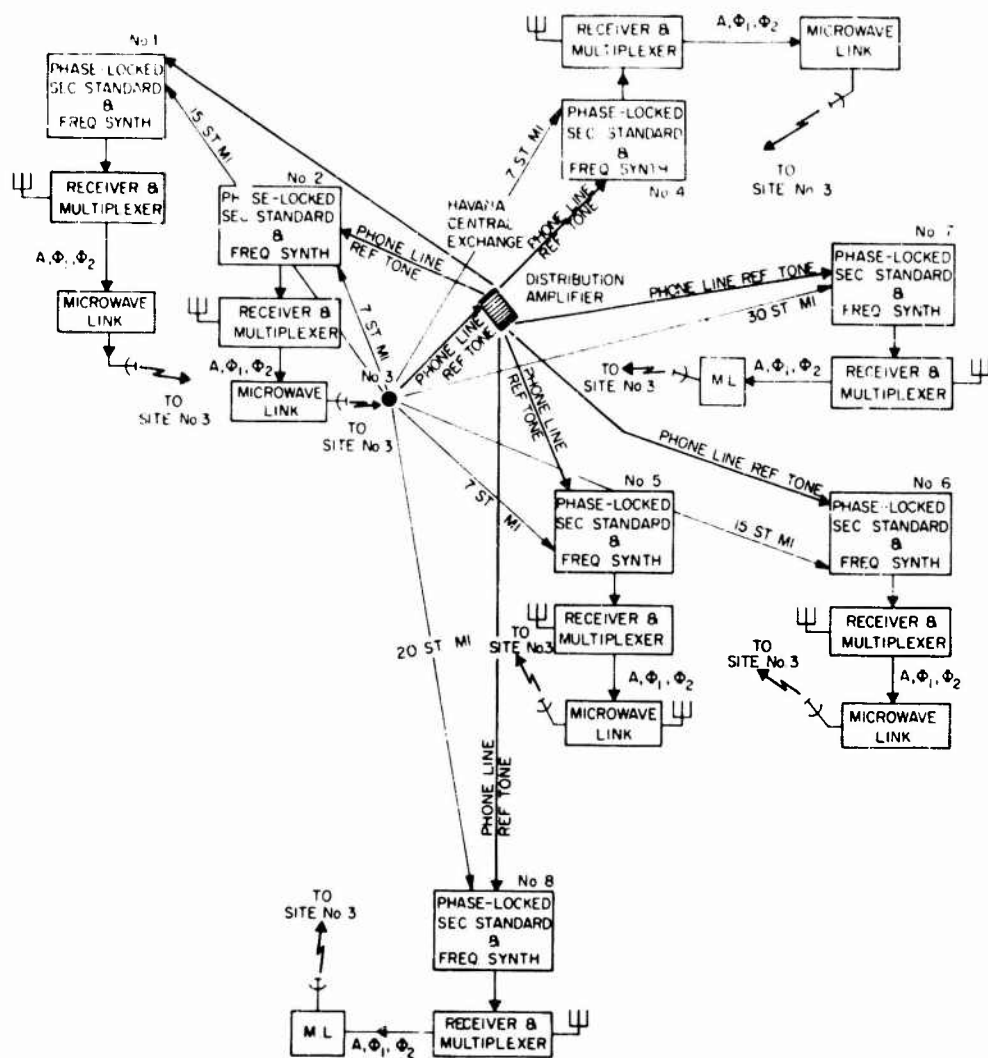 No 1
PHASE-LOCKED
SEC STANDARD
&
FREQ SYNTH
15 ST MI
RECEIVER &
MULTIPLEXER
A, Φ1, Φ2
MICROWAVE
LINK
TO
SITE No 3
No 2
PHASE-LOCKED
SEC STANDARD
&
FREQ SYNTH
PHONE LINE
REF TONE
7 ST MI
RECEIVER &
MULTIPLEXER
A, Φ1, Φ2
MICROWAVE
LINK
TO
SITE No 3
No 3
PHONE LINE
REF TONE
HAVANA
CENTRAL
EXCHANGE
DISTRIBUTION
AMPLIFIER
RECEIVER &
MULTIPLEXER
A, Φ1, Φ2
MICROWAVE
LINK
TO
SITE No 3
PHASE-LOCKED
SEC STANDARD
&
FREQ SYNTH
No 4
7 ST MI
PHONE LINE
REF TONE
No 7
PHASE-LOCKED
SEC STANDARD
&
FREQ SYNTH
PHONE LINE REF TONE
30 ST MI
RECEIVER &
MULTIPLEXER
A, Φ1, Φ2
M L
TO
SITE No 3
PHONE LINE
REF TONE
7 ST MI
No 5
PHASE-LOCKED
SEC STANDARD
&
FREQ SYNTH
RECEIVER &
MULTIPLEXER
A, Φ1, Φ2
MICROWAVE
LINK
TO
SITE No 3
PHONE LINE REF TONE
15 ST MI
No 6
PHASE-LOCKED
SEC STANDARD
&
FREQ SYNTH
RECEIVER &
MULTIPLEXER
A, Φ1, Φ2
MICROWAVE
LINK
TO
SITE No 3
20 ST MI
PHONE LINE
REF TONE
No 8
PHASE-LOCKED
SEC STANDARD
&
FREQ SYNTH
RECEIVER &
MULTIPLEXER
A, Φ1, Φ2
M L
TO
SITE No 3